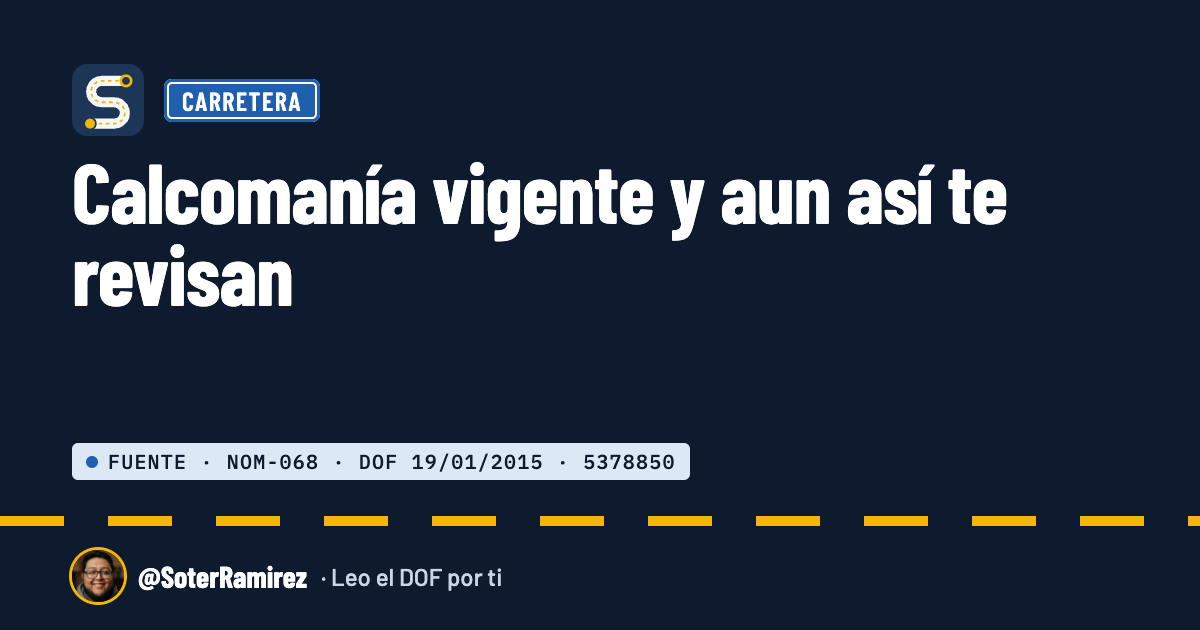 S
CARRETERA
Calcomanía vigente y aun así te
revisan
FUENTE · NOM-068 · DOF 19/01/2015 · 5378850
@SoterRamirez · Leo el DOF por ti